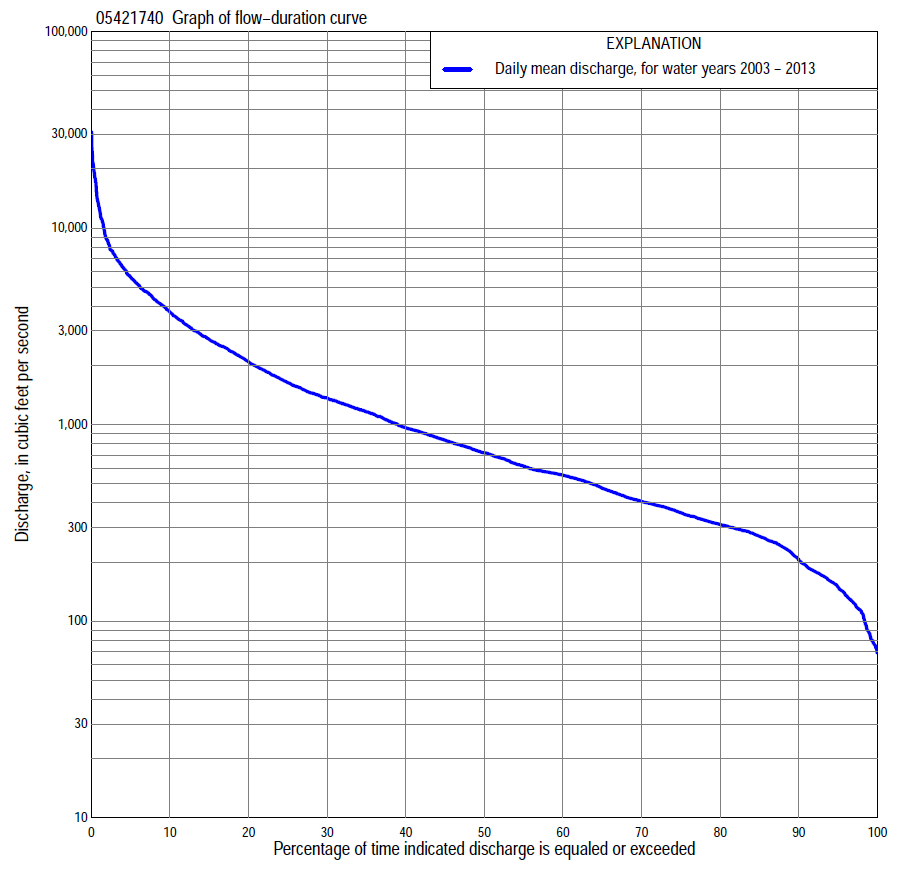 05421740 Graph of flow–duration curve
EXPLANATION
Daily mean discharge, for water years 2003 – 2013
100,000
30,000
10,000
3,000
1,000
300
100
30
10
Discharge, in cubic feet per second
0 10 20 30 40 50 60 70 80 90 100
Percentage of time indicated discharge is equaled or exceeded